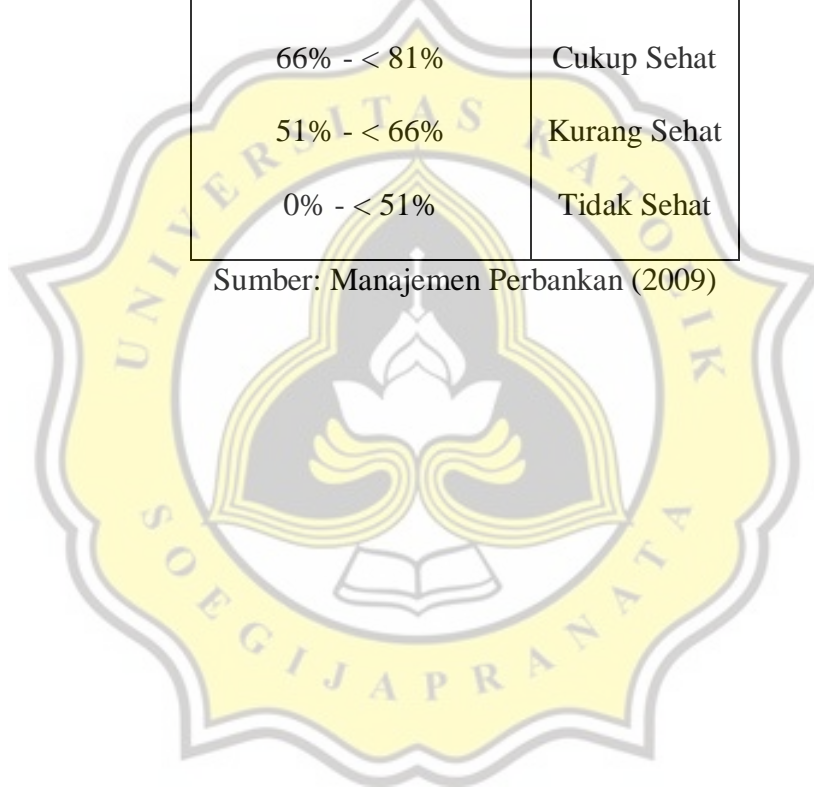 66% - < 81% Cukup Sehat
51% - < 66% Kurang Sehat
0% - < 51% Tidak Sehat
Sumber: Manajemen Perbankan (2009)
UNIVERSITAS KATOLIK
SOEGIJAPRANATA